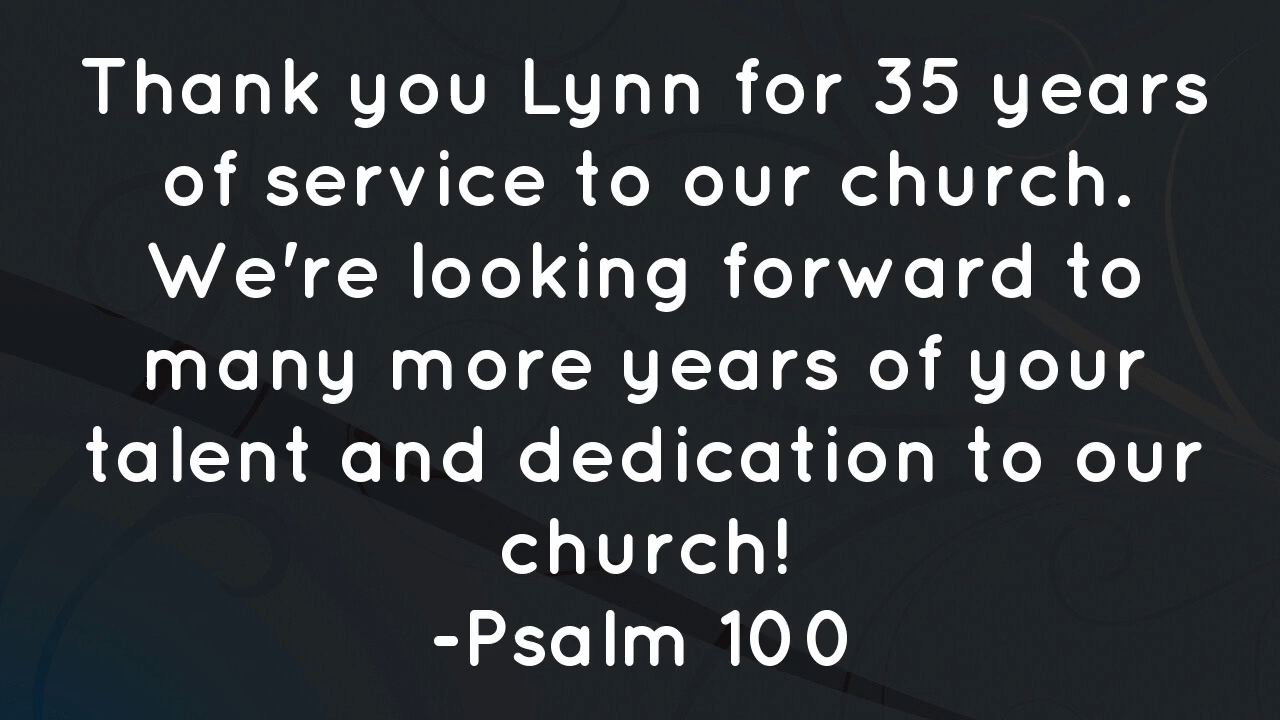 Thank you Lynn for 35 years
of service to our church.
We're looking forward to
many more years of your
talent and dedication to our
church!
-Psalm 100